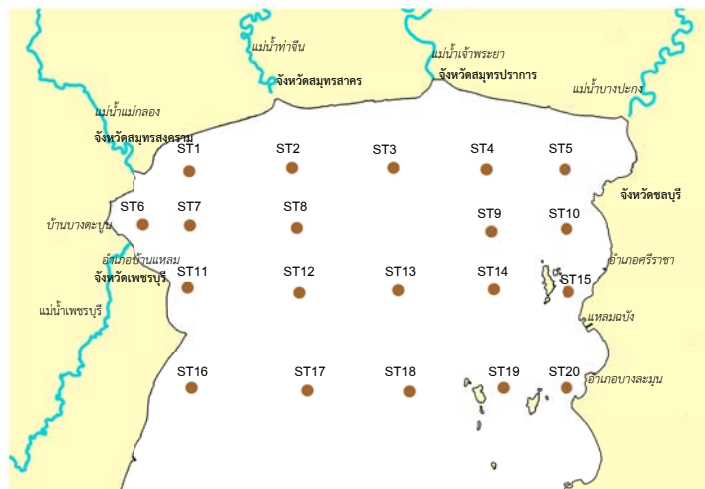 แม่น้ำท่าจีน
แม่น้ำเจ้าพระยา
จังหวัดสมุทรสาคร
จังหวัดสมุทรปราการ
แม่น้ำบางปะกง
แม่น้ำแม่กลอง
จังหวัดสมุทรสงคราม
ST1 ST2 ST3 ST4 ST5
จังหวัดชลบุรี
ST6 ST7 ST8 ST9 ST10
บ้านบางตะบูน
อำเภอบ้านแหลม
อำเภอศรีราชา
จังหวัดเพชรบุรี
ST11 ST12 ST13 ST14 ST15
แม่น้ำเพชรบุรี
แหลมฉบัง
ST16 ST17 ST18 ST19 ST20
อำเภอบางละมุน